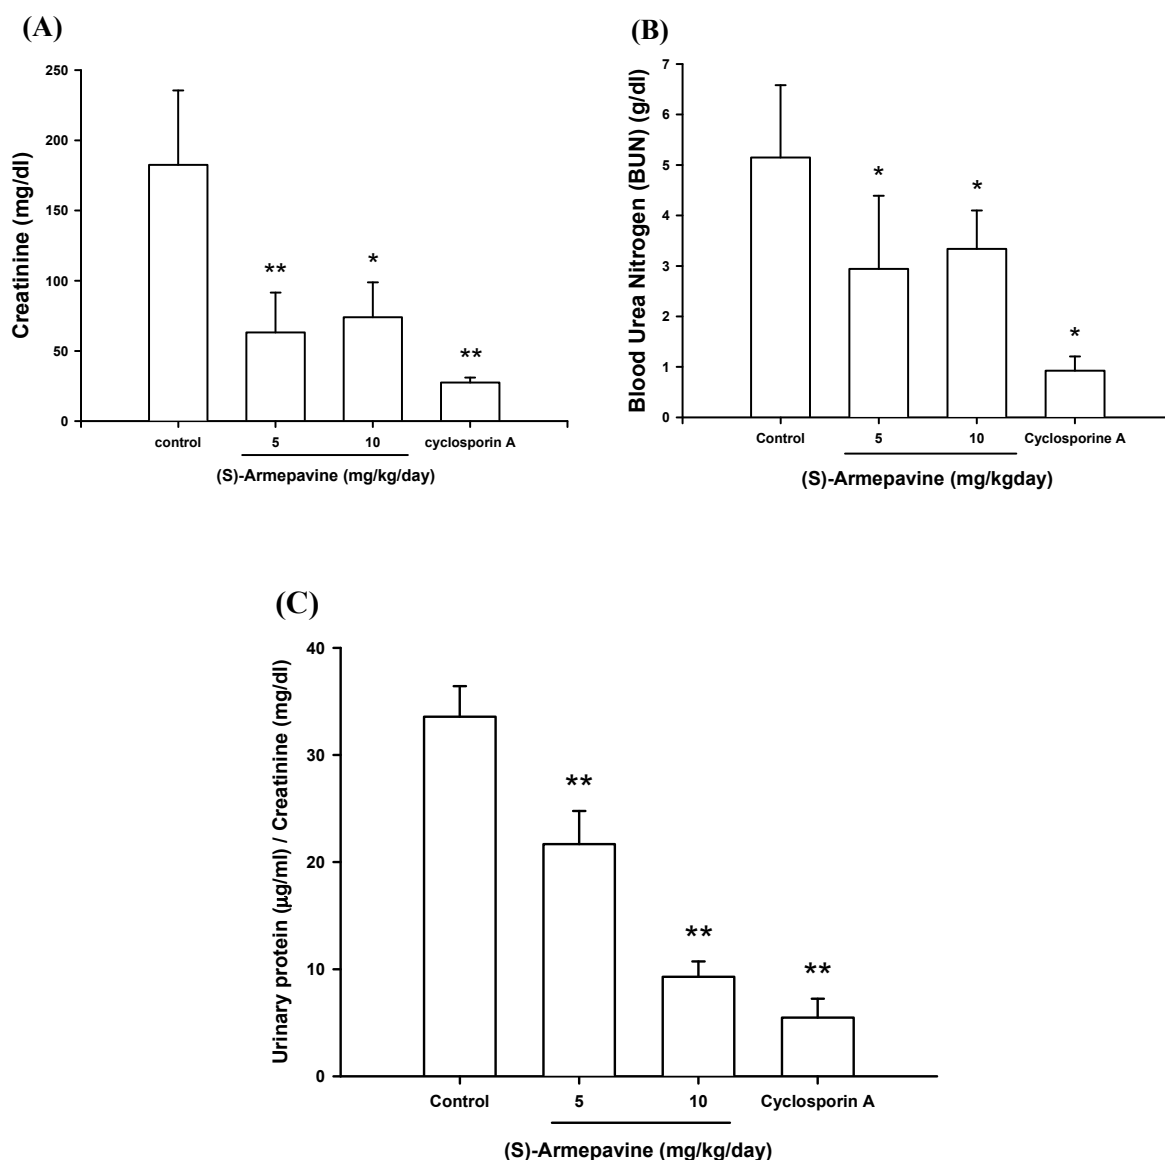 (A)
Creatinine (mg/dl)
250
200
150
100
50
0
**
*
**
control
5
10
cyclosporin A
(S)-Armepavine (mg/kg/day)
(B)
Blood Urea Nitrogen (BUN) (g/dl)
7
6
5
4
3
2
1
0
*
*
*
Control
5
10
Cyclosporine A
(S)-Armepavine (mg/kgday)
(C)
Urinary protein (μg/ml) / Creatinine (mg/dl)
40
30
20
10
0
**
**
**
Control
5
10
Cyclosporin A
(S)-Armepavine (mg/kg/day)